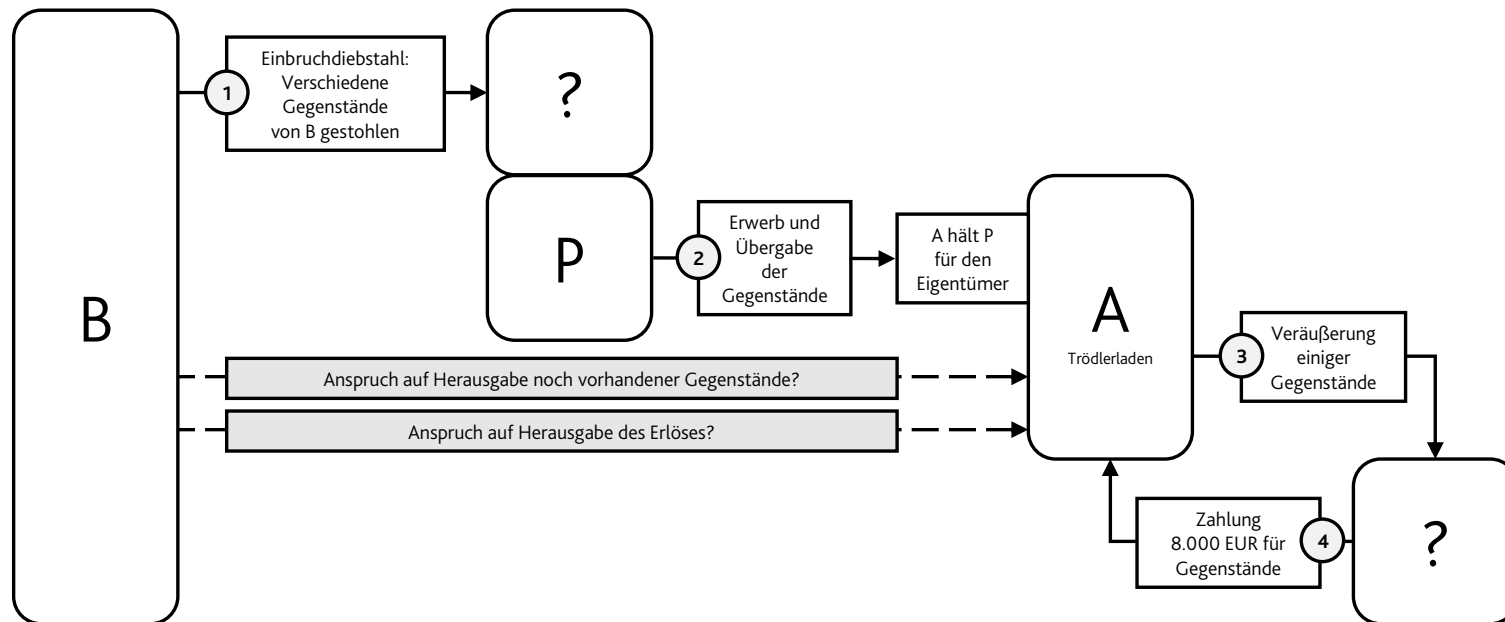 B
1
Einbruchdiebstahl:
Verschiedene
Gegenstände
von B gestohlen
?
P
2
Erwerb und
Übergabe
der
Gegenstände
A hält P
für den
Eigentümer
A
Trödlerladen
3
Veräußerung
einiger
Gegenstände
Anspruch auf Herausgabe noch vorhandener Gegenstände?
Anspruch auf Herausgabe des Erlöses?
Zahlung
8.000 EUR für
Gegenstände
4
?